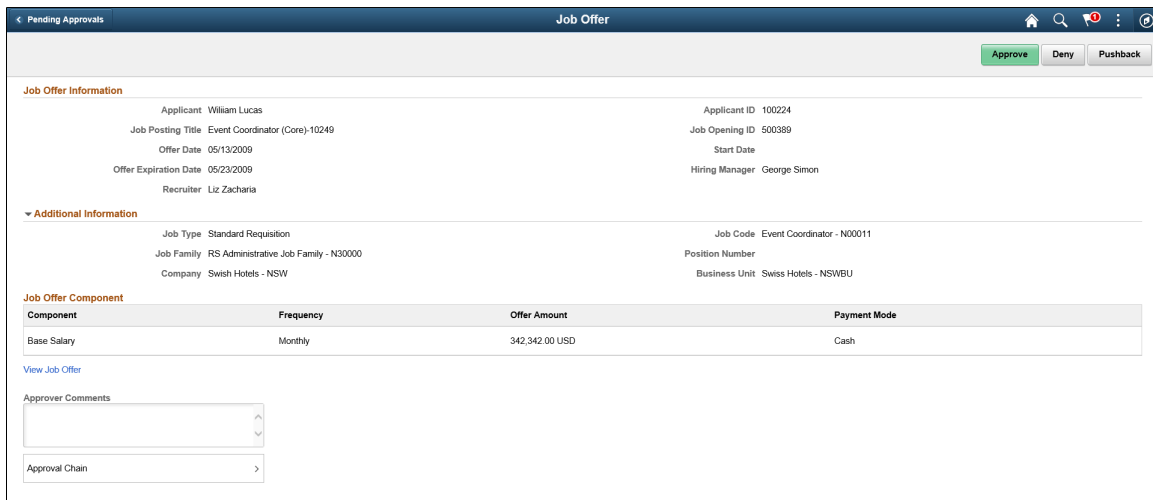 Pending Approvals
Job Offer
1
Approve Deny Pushback
Job Offer Information
Applicant Wiliiam Lucas Applicant ID 100224
Job Posting Title Event Coordinator (Core)-10249 Job Opening ID 500389
Offer Date 05/13/2009 Start Date
Offer Expiration Date 05/23/2009 Hiring Manager George Simon
Recruiter Liz Zacharia
Additional Information
Job Type Standard Requisition Job Code Event Coordinator - N00011
Job Family RS Administrative Job Family - N30000 Position Number
Company Swish Hotels - NSW Business Unit Swiss Hotels - NSWBU
Job Offer Component
Component Frequency Offer Amount Payment Mode
Base Salary Monthly 342,342.00 USD Cash
View Job Offer
Approver Comments
Approval Chain